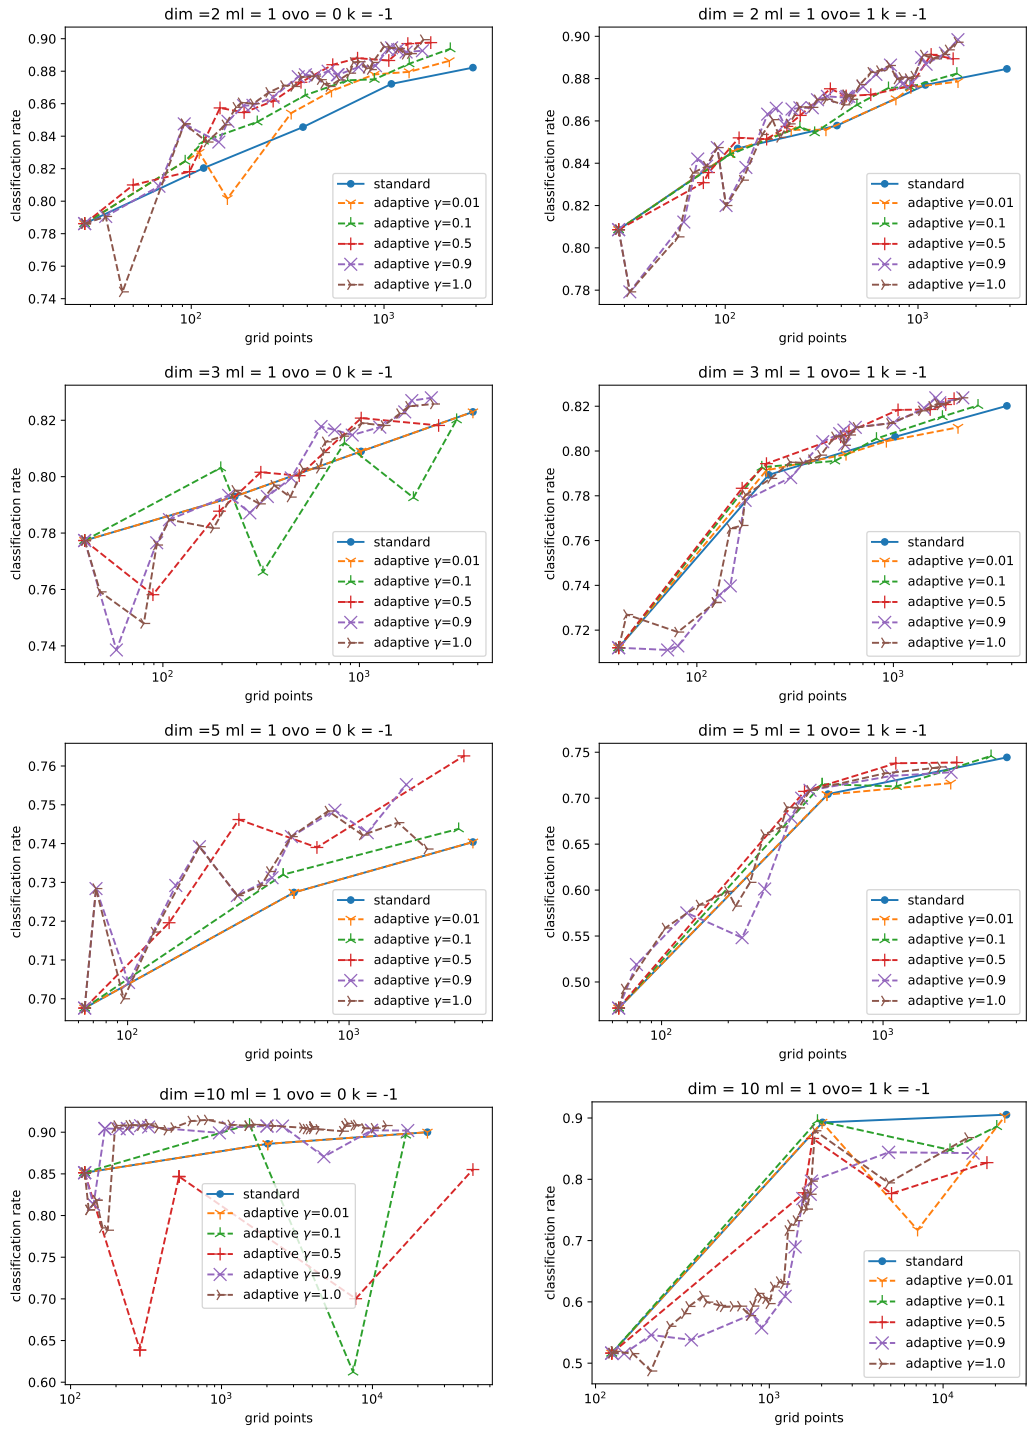 dim =2 ml = 1 ovo = 0 k = -1
classification rate
0.90
0.88
0.86
0.84
0.82
0.80
0.78
0.76
0.74
10²
10³
grid points
standard
adaptive γ=0.01
adaptive γ=0.1
adaptive γ=0.5
adaptive γ=0.9
adaptive γ=1.0
dim = 2 ml = 1 ovo= 1 k = -1
classification rate
0.90
0.88
0.86
0.84
0.82
0.80
0.78
10²
10³
grid points
standard
adaptive γ=0.01
adaptive γ=0.1
adaptive γ=0.5
adaptive γ=0.9
adaptive γ=1.0
dim =3 ml = 1 ovo = 0 k = -1
classification rate
0.82
0.80
0.78
0.76
0.74
10²
10³
grid points
standard
adaptive γ=0.01
adaptive γ=0.1
adaptive γ=0.5
adaptive γ=0.9
adaptive γ=1.0
dim = 3 ml = 1 ovo= 1 k = -1
classification rate
0.82
0.80
0.78
0.76
0.74
0.72
10²
10³
grid points
standard
adaptive γ=0.01
adaptive γ=0.1
adaptive γ=0.5
adaptive γ=0.9
adaptive γ=1.0
dim =5 ml = 1 ovo = 0 k = -1
classification rate
0.76
0.75
0.74
0.73
0.72
0.71
0.70
10²
10³
grid points
standard
adaptive γ=0.01
adaptive γ=0.1
adaptive γ=0.5
adaptive γ=0.9
adaptive γ=1.0
dim = 5 ml = 1 ovo= 1 k = -1
classification rate
0.75
0.70
0.65
0.60
0.55
0.50
10²
10³
grid points
standard
adaptive γ=0.01
adaptive γ=0.1
adaptive γ=0.5
adaptive γ=0.9
adaptive γ=1.0
dim =10 ml = 1 ovo = 0 k = -1
classification rate
0.90
0.85
0.80
0.75
0.70
0.65
0.60
10²
10³
10⁴
grid points
standard
adaptive γ=0.01
adaptive γ=0.1
adaptive γ=0.5
adaptive γ=0.9
adaptive γ=1.0
dim = 10 ml = 1 ovo= 1 k = -1
classification rate
0.9
0.8
0.7
0.6
0.5
10²
10³
10⁴
grid points
standard
adaptive γ=0.01
adaptive γ=0.1
adaptive γ=0.5
adaptive γ=0.9
adaptive γ=1.0